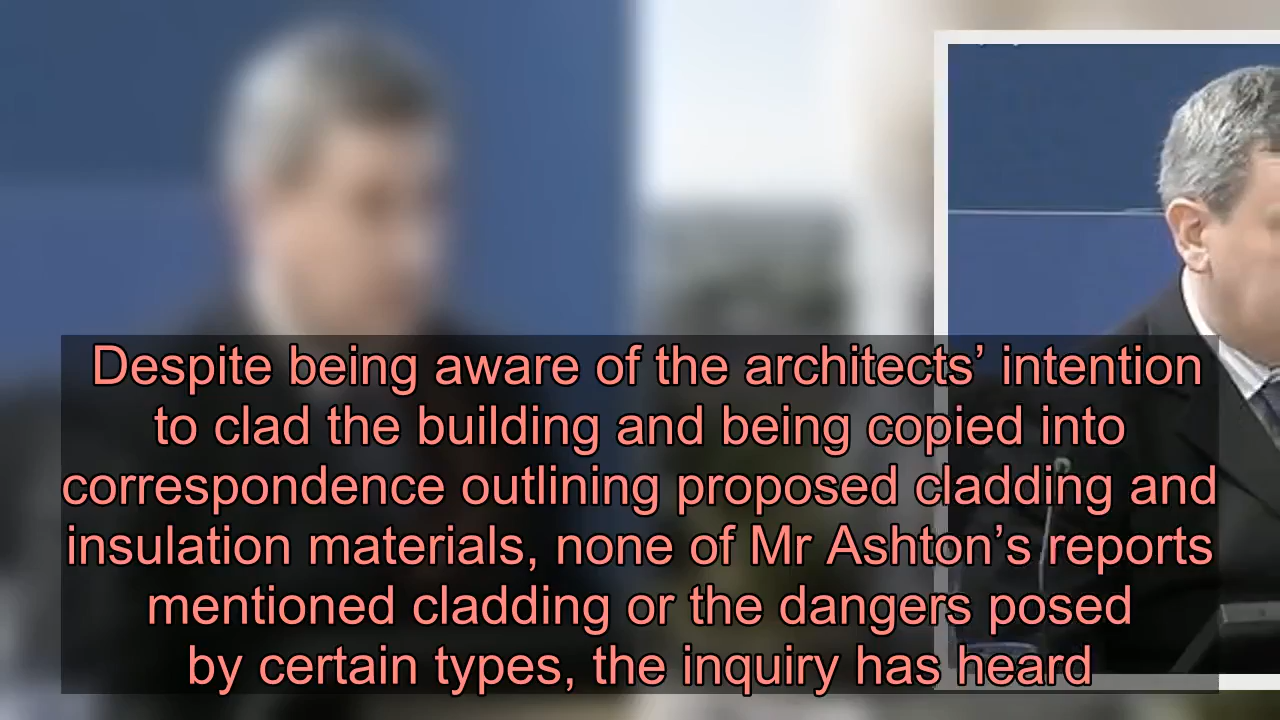 Despite being aware of the architects’ intention
to clad the building and being copied into
correspondence outlining proposed cladding and
insulation materials, none of Mr Ashton’s reports
mentioned cladding or the dangers posed
by certain types, the inquiry has heard